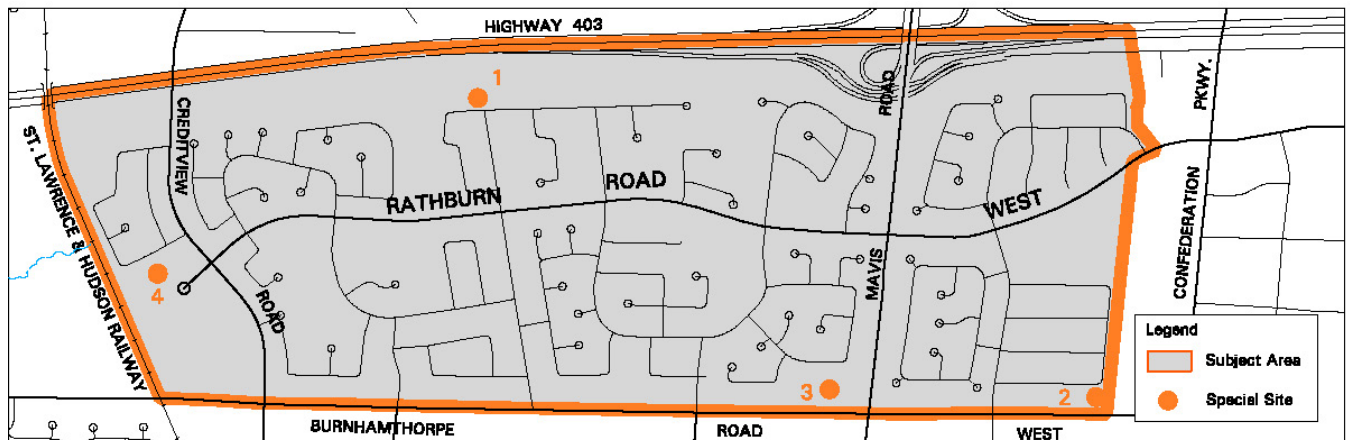 HIGHWAY 403
1
CREDITVIEW
ROAD
PKWY.
ST. LAWRENCE & HUDSON RAILWAY
RATHBURN
ROAD
WEST
CONFEDERATION
4
ROAD
MAVIS
Legend
Subject Area
Special Site
3
2
BURNHAMTHORPE
ROAD
WEST